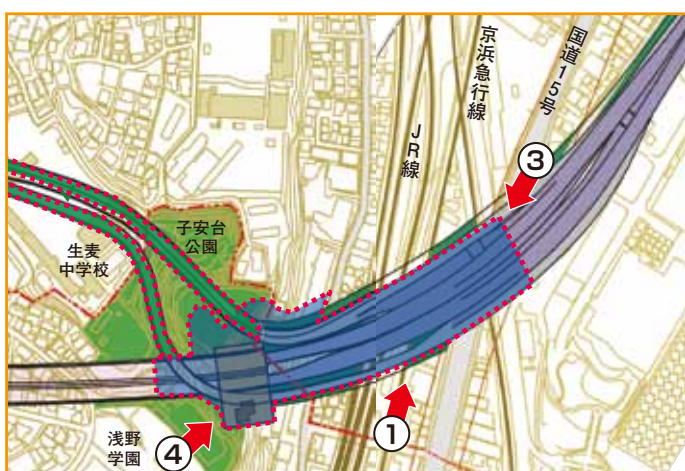 国道15号
京浜急行線
JR線
③
子安台
公園
生麦
中学校
浅野
学園
④
①